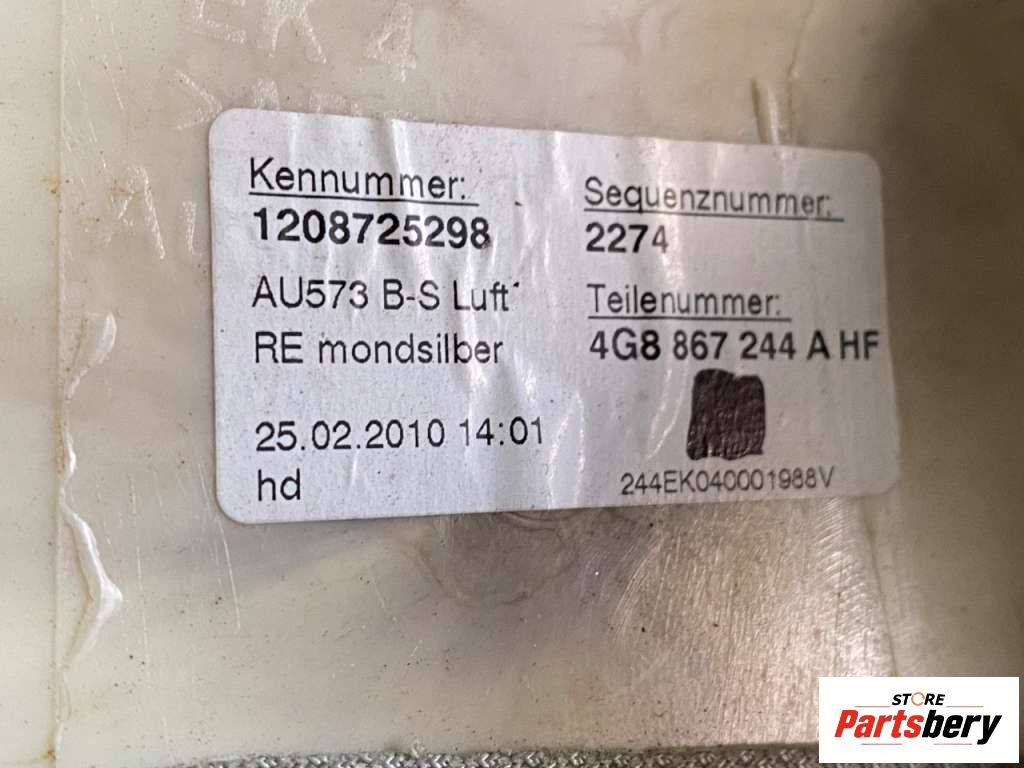 EK4
Kennummer:
1208725298
AU573 B-S Luft
RE mondsilber
25.02.2010 14:01
hd
Sequenznummer:
2274
Teilenummer:
4G8 867 244 A HF
244EK040001988V
STORE
Partsbery